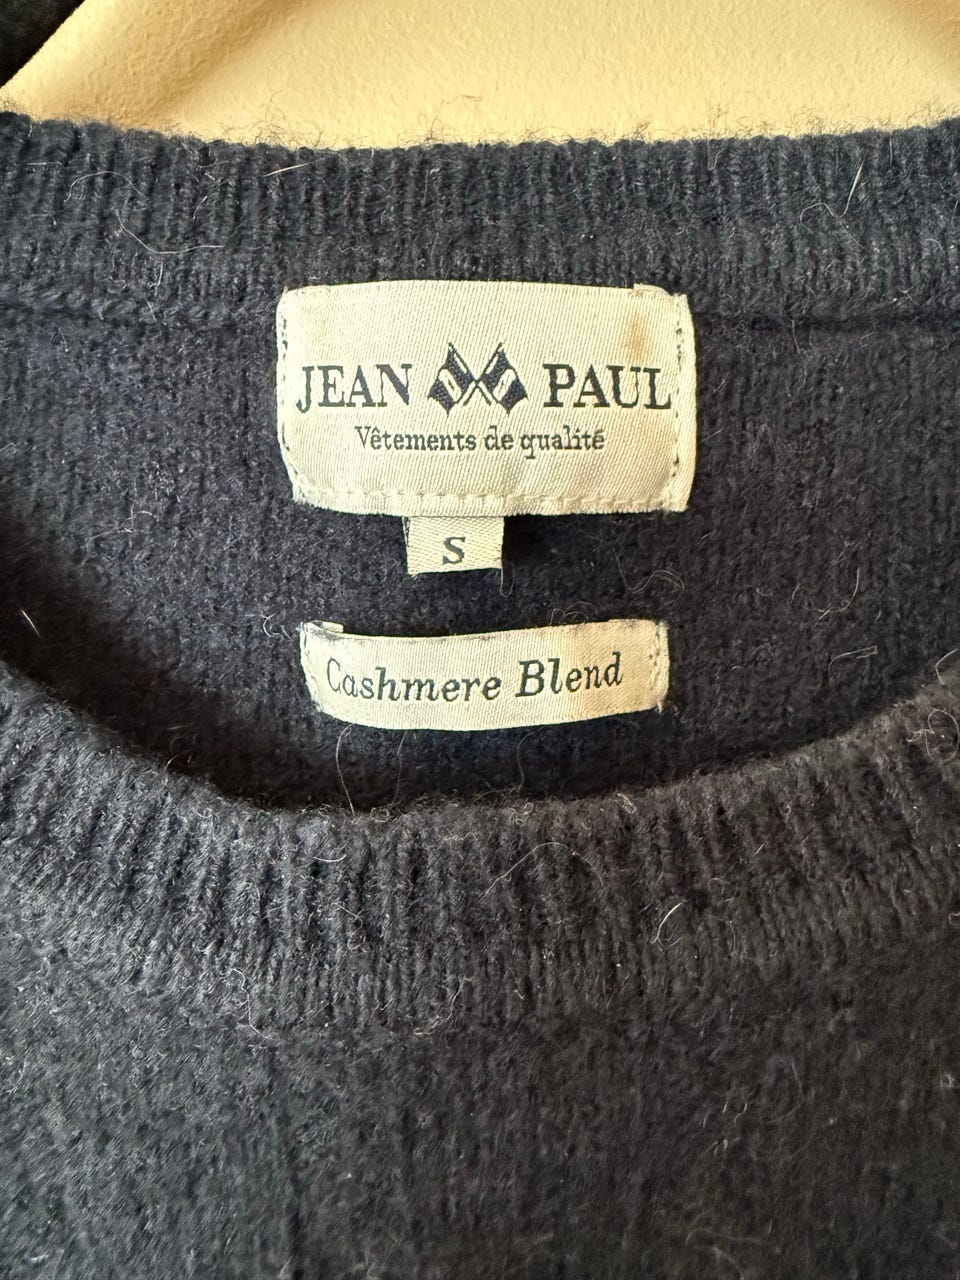 JEAN PAUL
Vêtements de qualité
S
Cashmere Blend